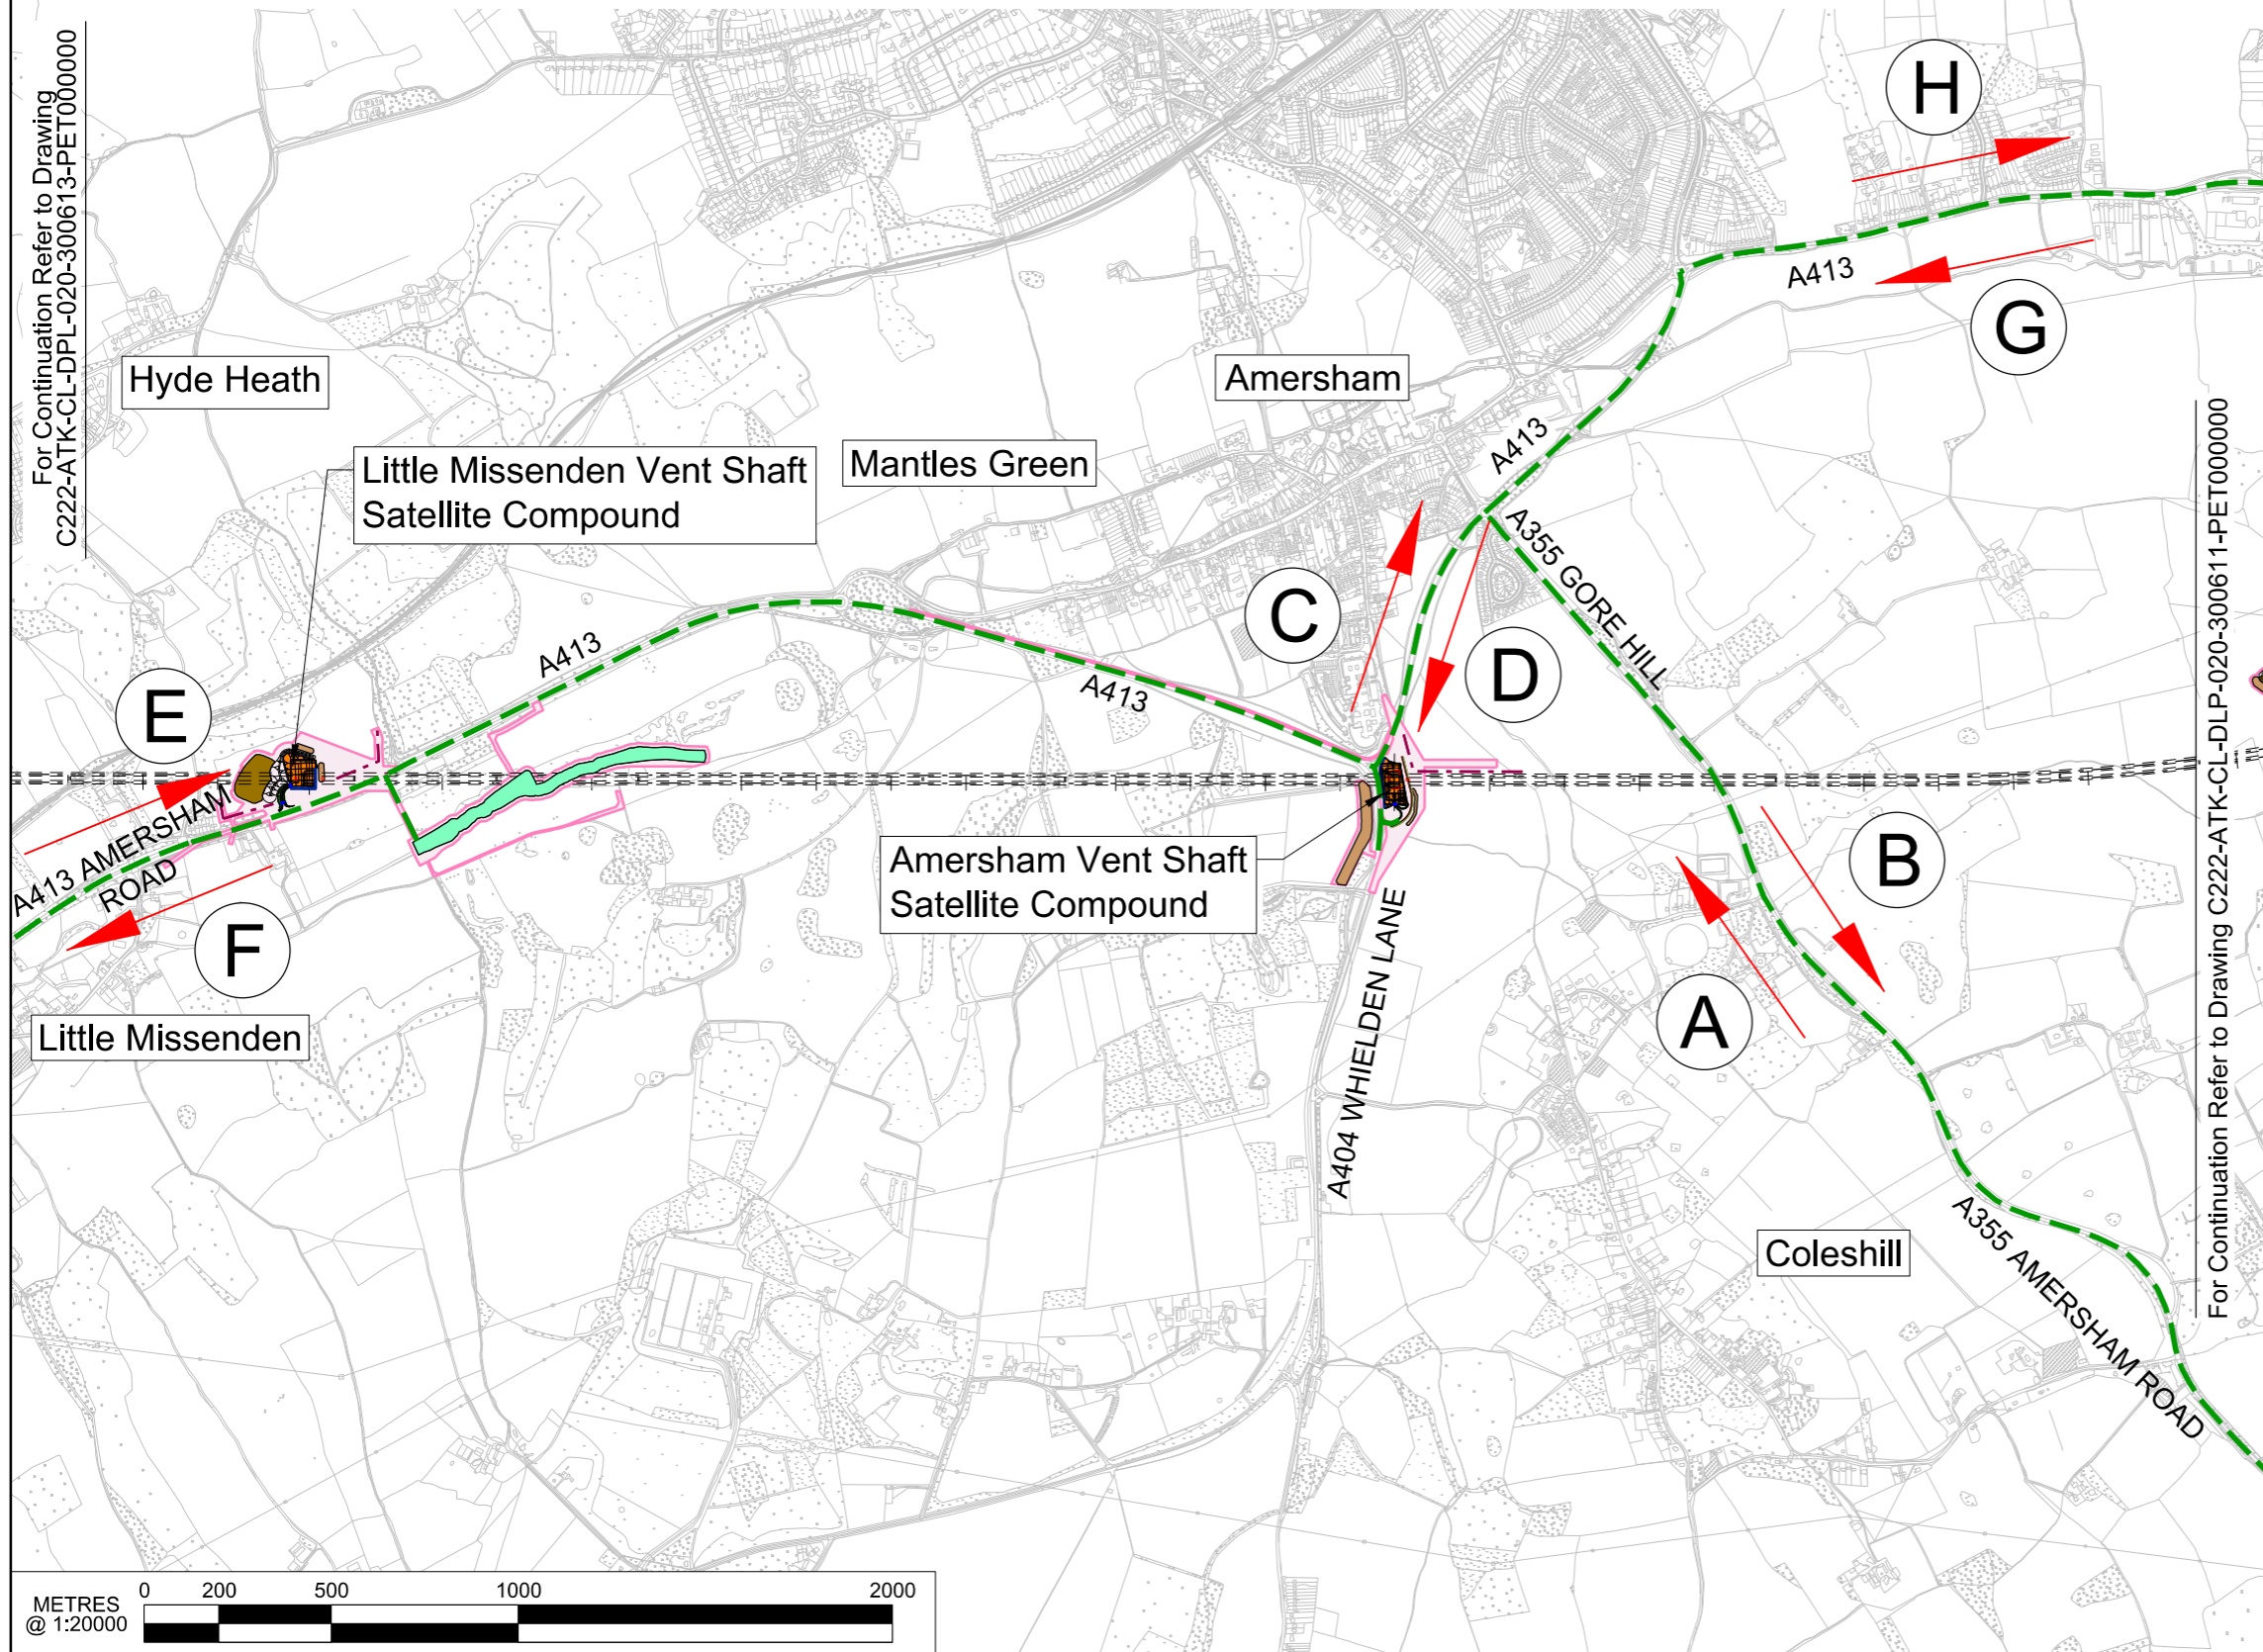 For Continuation Refer to Drawing
C222-ATK-CL-DPL-020-300613-PET000000
H
A413
G
Hyde Heath
Amersham
Little Missenden Vent Shaft
Satellite Compound
Mantles Green
A413
A355 GORE HILL
C
D
A413
A413
E
A413 AMERSHAM
ROAD
F
Amersham Vent Shaft
Satellite Compound
B
A
A404 WHIELDEN LANE
Little Missenden
Coleshill
A355 AMERSHAM ROAD
For Continuation Refer to Drawing C222-ATK-CL-DLP-020-300611-PET000000
METRES
@ 1:20000
0 200 500 1000 2000